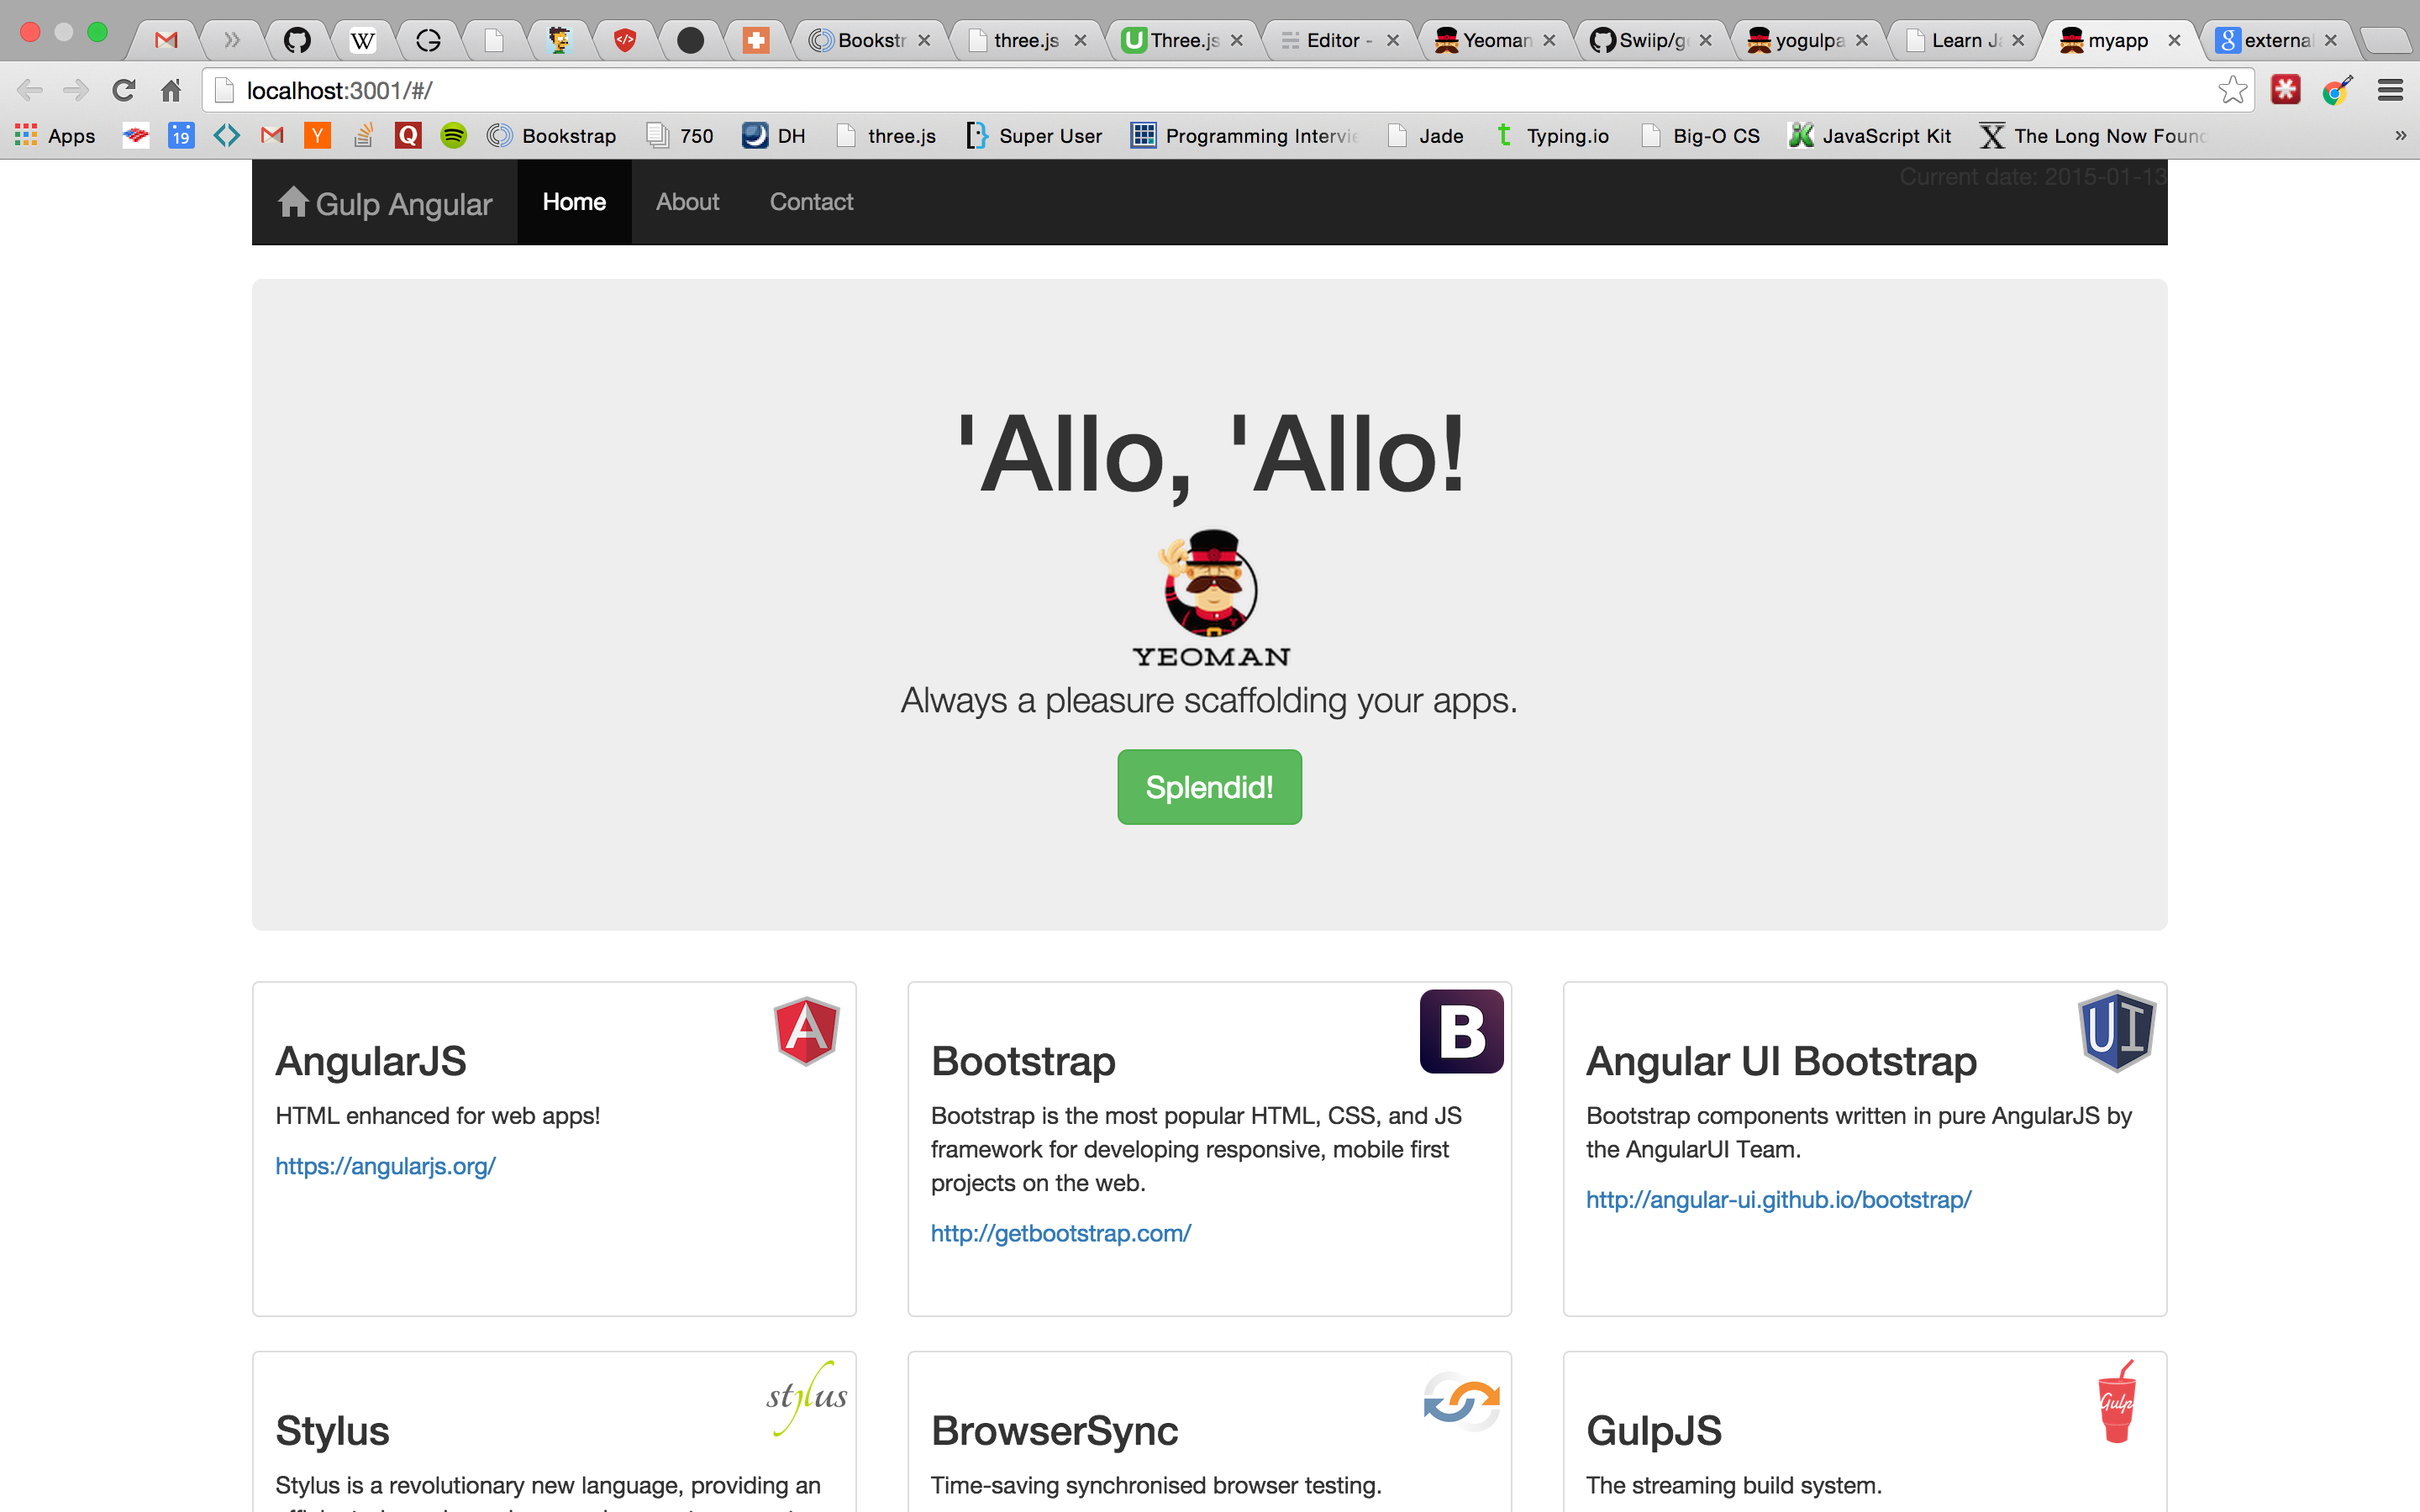 Bookstr
three.js
Three.js
Editor -
Yeoman
Swiip/g
yogulpa
Learn J
myapp
external
localhost:3001/#/
Apps
19
Bookstrap
750
DH
three.js
Super User
Programming Intervie
Jade
Typing.io
Big-O CS
JavaScript Kit
The Long Now Foun
Gulp Angular
Home
About
Contact
Current date: 2015-01-13
'Allo, 'Allo!
YEOMAN
Always a pleasure scaffolding your apps.
Splendid!
AngularJS
HTML enhanced for web apps!
https://angularjs.org/
Bootstrap
Bootstrap is the most popular HTML, CSS, and JS
framework for developing responsive, mobile first
projects on the web.
http://getbootstrap.com/
Angular UI Bootstrap
Bootstrap components written in pure AngularJS by
the AngularUI Team.
http://angular-ui.github.io/bootstrap/
stylus
Stylus
Stylus is a revolutionary new language, providing an
BrowserSync
Time-saving synchronised browser testing.
Gulp
GulpJS
The streaming build system.